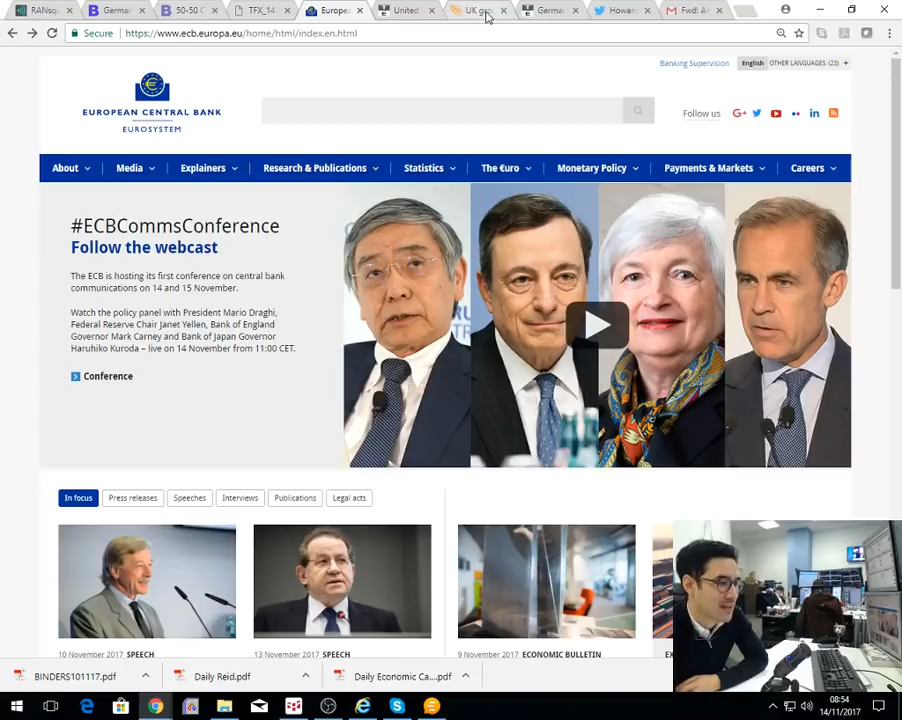 RANsqu
German
50-50 C
TFX_14
Europea
United
UK go
German
Howard
Fwd: A
Secure
https://www.ecb.europa.eu/home/html/index.en.html
Banking Supervision
English
OTHER LANGUAGES (23) +
EUROPEAN CENTRAL BANK
EUROSYSTEM
Follow us
G+
in
About
Media
Explainers
Research & Publications
Statistics
The €uro
Monetary Policy
Payments & Markets
Careers
#ECBCommsConference
Follow the webcast
The ECB is hosting its first conference on central bank
communications on 14 and 15 November.
Watch the policy panel with President Mario Draghi,
Federal Reserve Chair Janet Yellen, Bank of England
Governor Mark Carney and Bank of Japan Governor
Haruhiko Kuroda – live on 14 November from 11:00 CET.
Conference
In focus
Press releases
Speeches
Interviews
Publications
Legal acts
10 November 2017 SPEECH
13 November 2017 SPEECH
9 November 2017 ECONOMIC BULLETIN
BINDERS101117.pdf
Daily Reid.pdf
Daily Economic Ca....pdf
08:54
14/11/2017